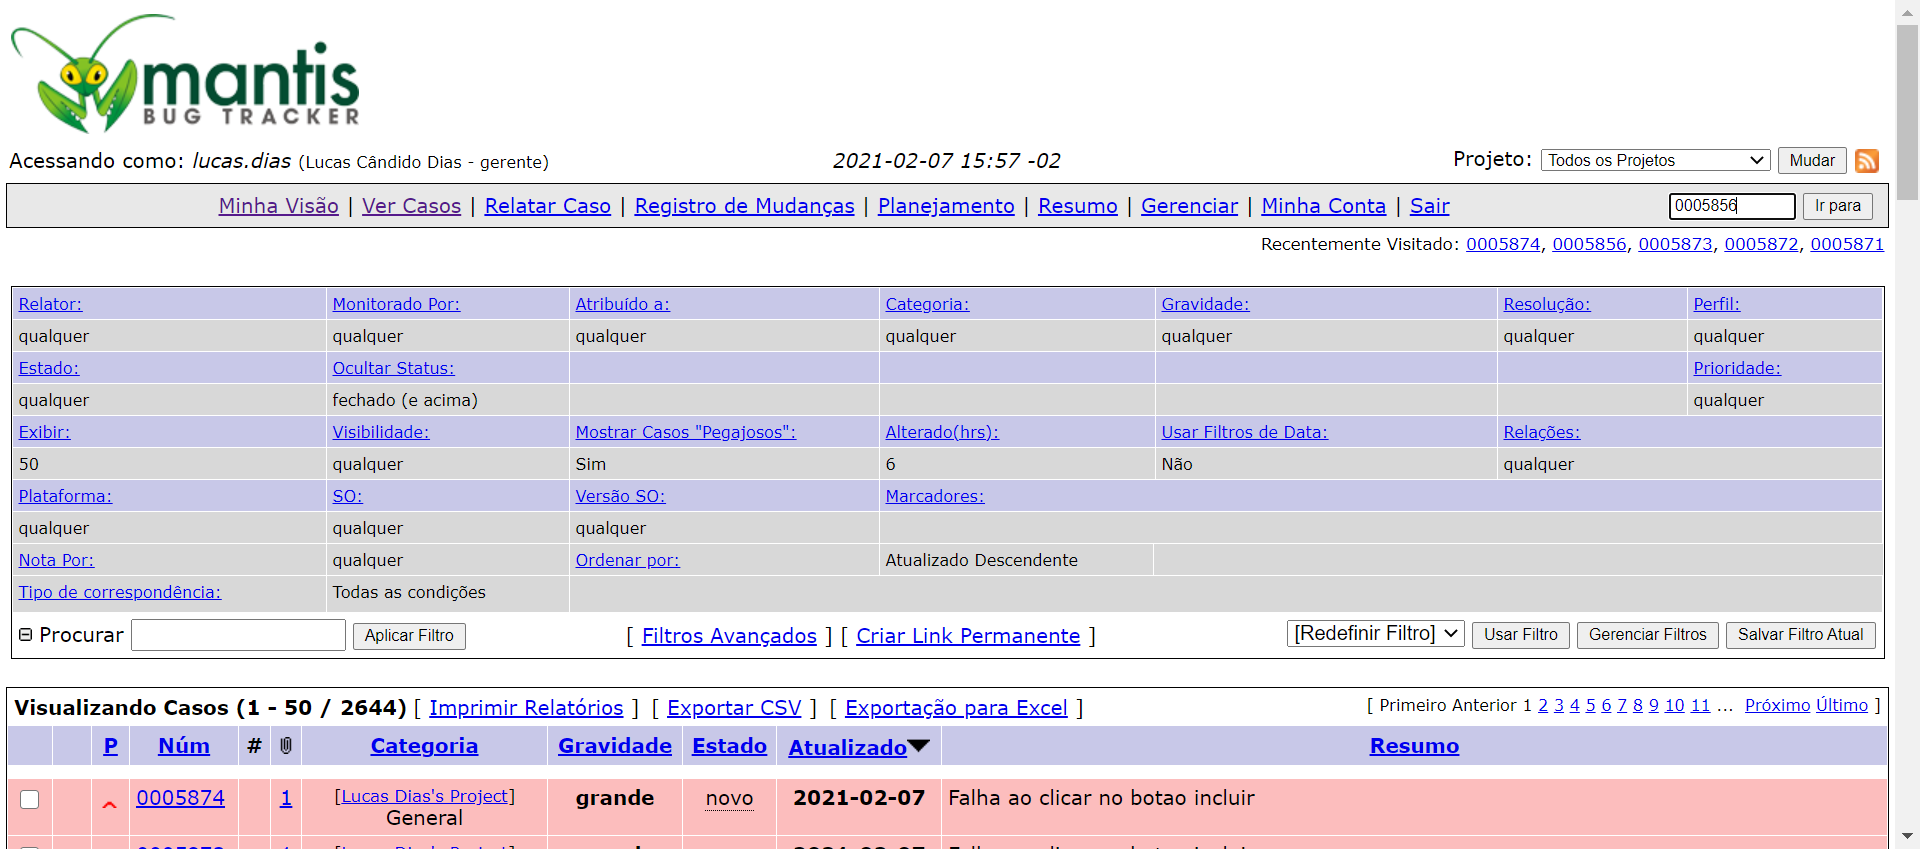 mantis
BUG TRACKER
Acessando como: lucas.dias (Lucas Cândido Dias - gerente)
2021-02-07 15:57 -02
Projeto: Todos os Projetos Mudar
Minha Visão | Ver Casos | Relatar Caso | Registro de Mudanças | Planejamento | Resumo | Gerenciar | Minha Conta | Sair 0005856 Ir para
Recentemente Visitado: 0005874, 0005856, 0005873, 0005872, 0005871
Relator: Monitorado Por: Atribuído a: Categoria: Gravidade: Resolução: Perfil:
qualquer qualquer qualquer qualquer qualquer qualquer qualquer
Estado: Ocultar Status: Prioridade:
qualquer fechado (e acima) qualquer
Exibir: Visibilidade: Mostrar Casos "Pegajosos": Alterado(hrs): Usar Filtros de Data: Relações:
50 qualquer Sim 6 Não qualquer
Plataforma: SO: Versão SO: Marcadores:
qualquer qualquer qualquer
Nota Por: qualquer Ordenar por: Atualizado Descendente
Tipo de correspondência: Todas as condições
Procurar Aplicar Filtro [ Filtros Avançados ] [ Criar Link Permanente ] [Redefinir Filtro] Usar Filtro Gerenciar Filtros Salvar Filtro Atual
Visualizando Casos (1 - 50 / 2644) [ Imprimir Relatórios ] [ Exportar CSV ] [ Exportação para Excel ] [ Primeiro Anterior 1 2 3 4 5 6 7 8 9 10 11 ... Próximo Último ]
P Núm # Categoria Gravidade Estado Atualizado Resumo
0005874 1 [Lucas Dias's Project] General grande novo 2021-02-07 Falha ao clicar no botao incluir